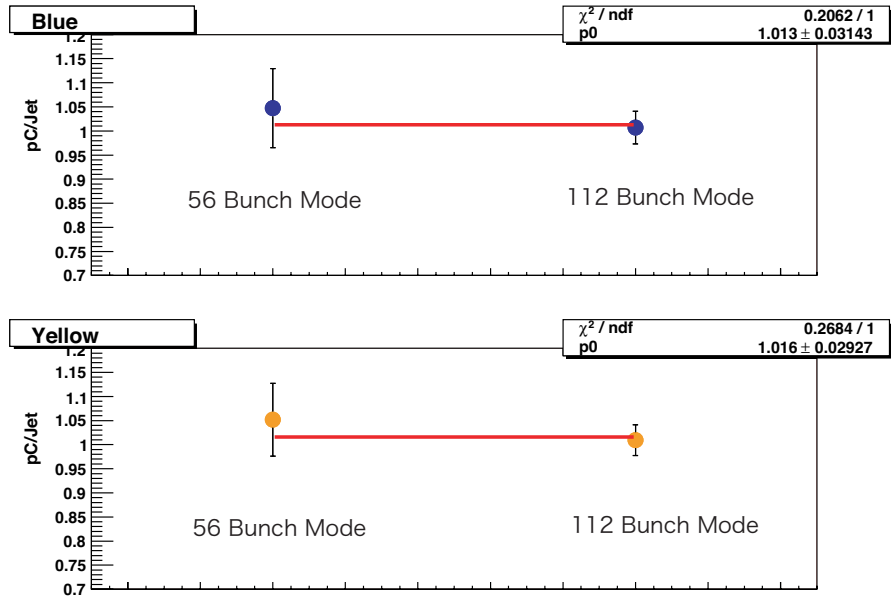 Blue
χ² / ndf 0.2062 / 1
p0 1.013 ± 0.03143
1.2
1.15
1.1
1.05
1
0.95
0.9
0.85
0.8
0.75
0.7
pC/Jet
56 Bunch Mode
112 Bunch Mode
Yellow
χ² / ndf 0.2684 / 1
p0 1.016 ± 0.02927
1.2
1.15
1.1
1.05
1
0.95
0.9
0.85
0.8
0.75
0.7
pC/Jet
56 Bunch Mode
112 Bunch Mode